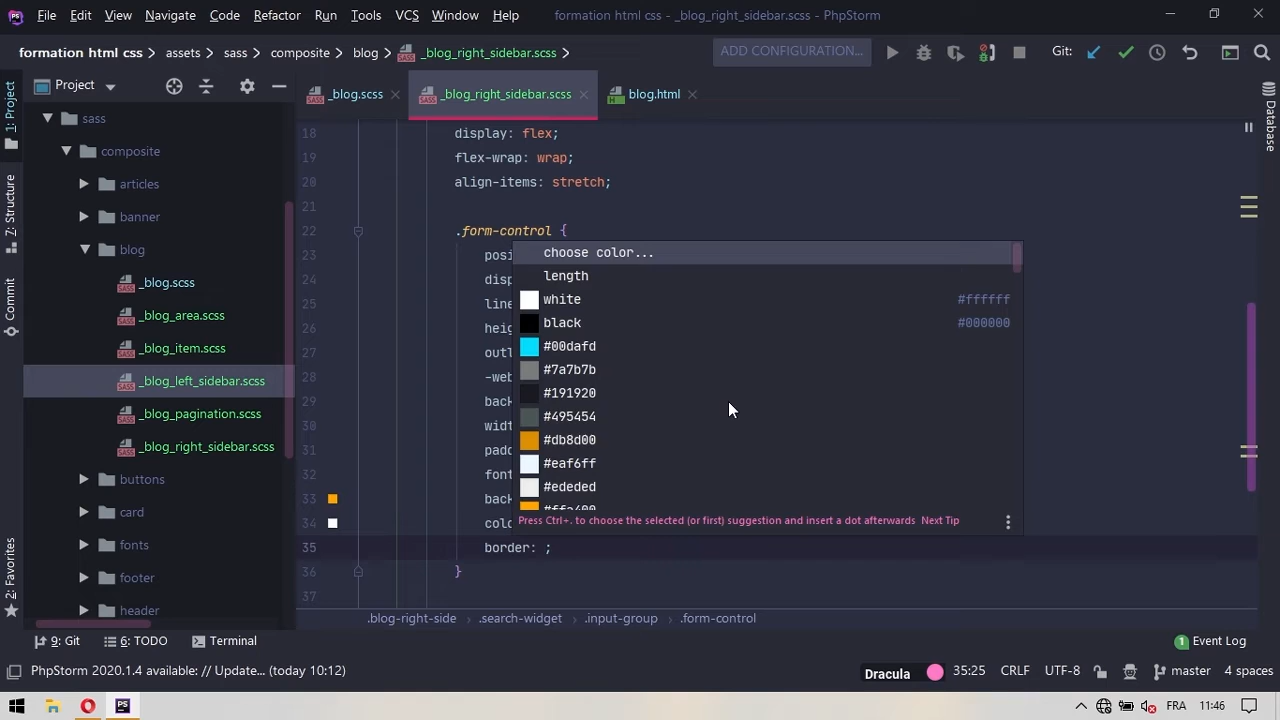 File Edit View Navigate Code Refactor Run Tools VCS Window Help formation html css - _blog_right_sidebar.scss - PhpStorm
formation html css assets sass composite blog _blog_right_sidebar.scss ADD CONFIGURATION... Git:
Project
_blog.scss _blog_right_sidebar.scss blog.html
1: Project
Z: Structure
Commit
2: Favorites
Database
sass
composite
articles
banner
blog
_blog.scss
_blog_area.scss
_blog_item.scss
_blog_left_sidebar.scss
_blog_pagination.scss
_blog_right_sidebar.scss
buttons
card
fonts
footer
header
18 display: flex;
19 flex-wrap: wrap;
20 align-items: stretch;
21
22 .form-control {
23 posi
24 disp
25 line
26 heig
27 outl
28 -web
29 back
30 widt
31 padd
32 font
33 back
34 colo
35 border: ;
36 }
37
choose color...
length
white #ffffff
black #000000
#00dafd
#7a7b7b
#191920
#495454
#db8d00
#eaf6ff
#ededed
#ffa400
Press Ctrl+. to choose the selected (or first) suggestion and insert a dot afterwards Next Tip
.blog-right-side .search-widget .input-group .form-control
9: Git 6: TODO Terminal 1 Event Log
PhpStorm 2020.1.4 available: // Update... (today 10:12) Dracula 35:25 CRLF UTF-8 master 4 spaces
PS FRA 11:46